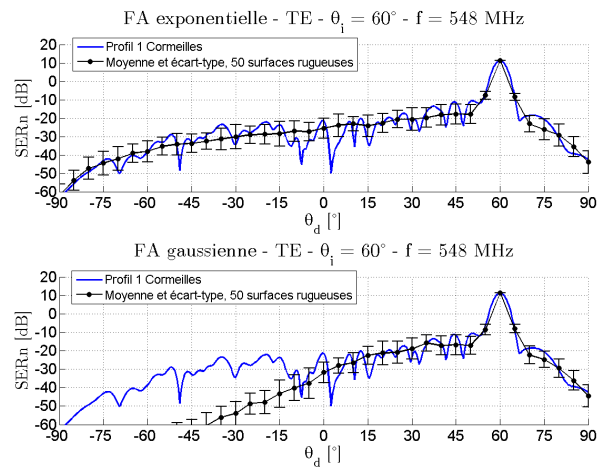 FA exponentielle - TE - θi = 60° - f = 548 MHz
20
10
0
-10
-20
-30
-40
-50
-60
SER.n [dB]
Profil 1 Cormeilles
Moyenne et écart-type, 50 surfaces rugueuses
-90 -75 -60 -45 -30 -15 0 15 30 45 60 75 90
θd [°]
FA gaussienne - TE - θi = 60° - f = 548 MHz
20
10
0
-10
-20
-30
-40
-50
-60
SER.n [dB]
Profil 1 Cormeilles
Moyenne et écart-type, 50 surfaces rugueuses
-90 -75 -60 -45 -30 -15 0 15 30 45 60 75 90
θd [°]